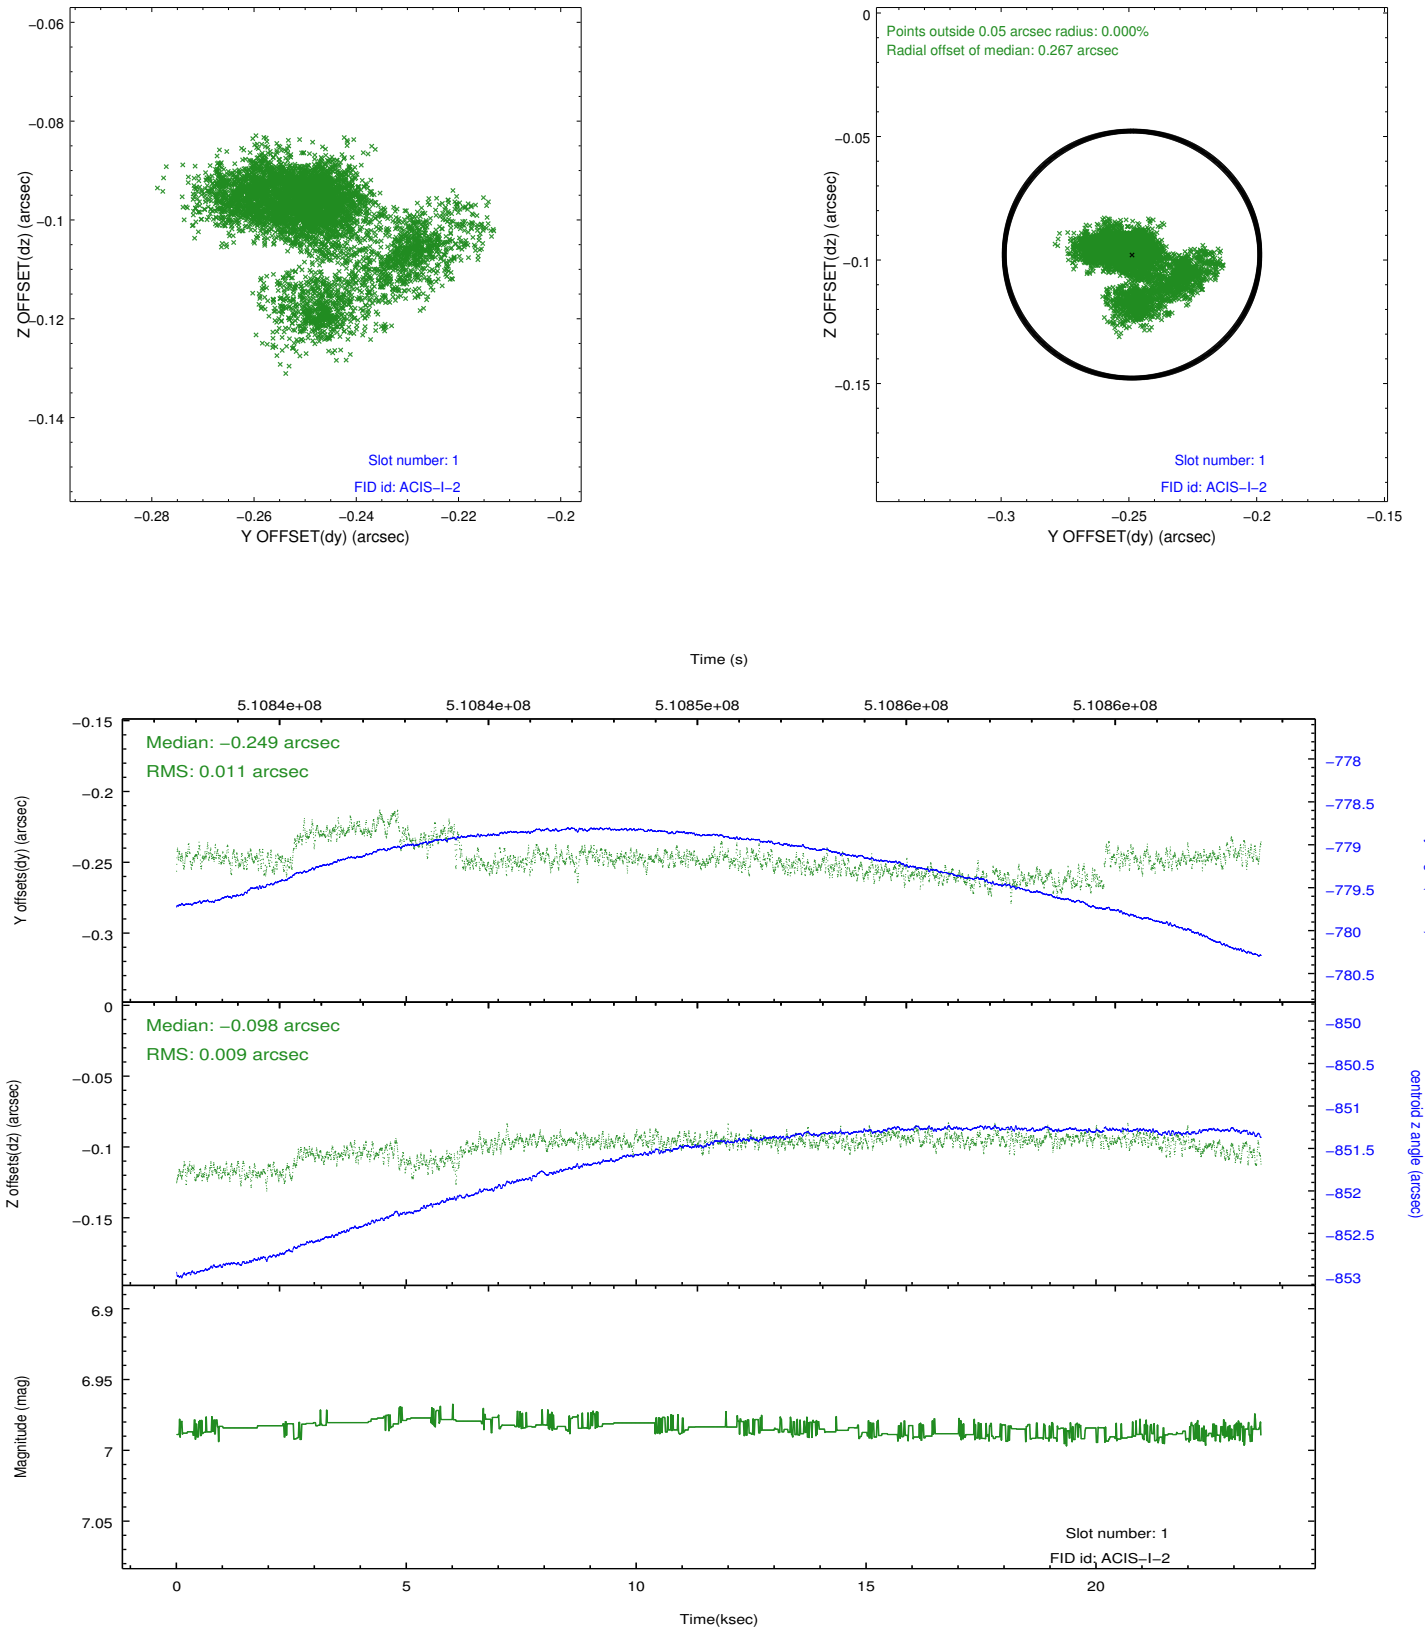 −0.06
−0.08
−0.1
−0.12
−0.14
Z OFFSET(dz) (arcsec)
Slot number: 1
FID id: ACIS−I−2
−0.28
−0.26
−0.24
−0.22
−0.2
Y OFFSET(dy) (arcsec)
0
−0.05
−0.1
−0.15
Z OFFSET(dz) (arcsec)
Points outside 0.05 arcsec radius: 0.000%
Radial offset of median: 0.267 arcsec
Slot number: 1
FID id: ACIS−I−2
−0.3
−0.25
−0.2
−0.15
Y OFFSET(dy) (arcsec)
Time (s)
5.1084e+08
5.1084e+08
5.1085e+08
5.1086e+08
5.1086e+08
−0.15
−0.2
−0.25
−0.3
Y offsets(dy) (arcsec)
Median: −0.249 arcsec
RMS: 0.011 arcsec
−778
−778.5
−779
−779.5
−780
−780.5
0
−0.05
−0.1
−0.15
Z offsets(dz) (arcsec)
Median: −0.098 arcsec
RMS: 0.009 arcsec
−850
−850.5
−851
−851.5
−852
−852.5
−853
centroid z angle (arcsec)
6.9
6.95
7
7.05
Magnitude (mag)
Slot number: 1
FID id: ACIS−I−2
0
5
10
15
20
Time(ksec)